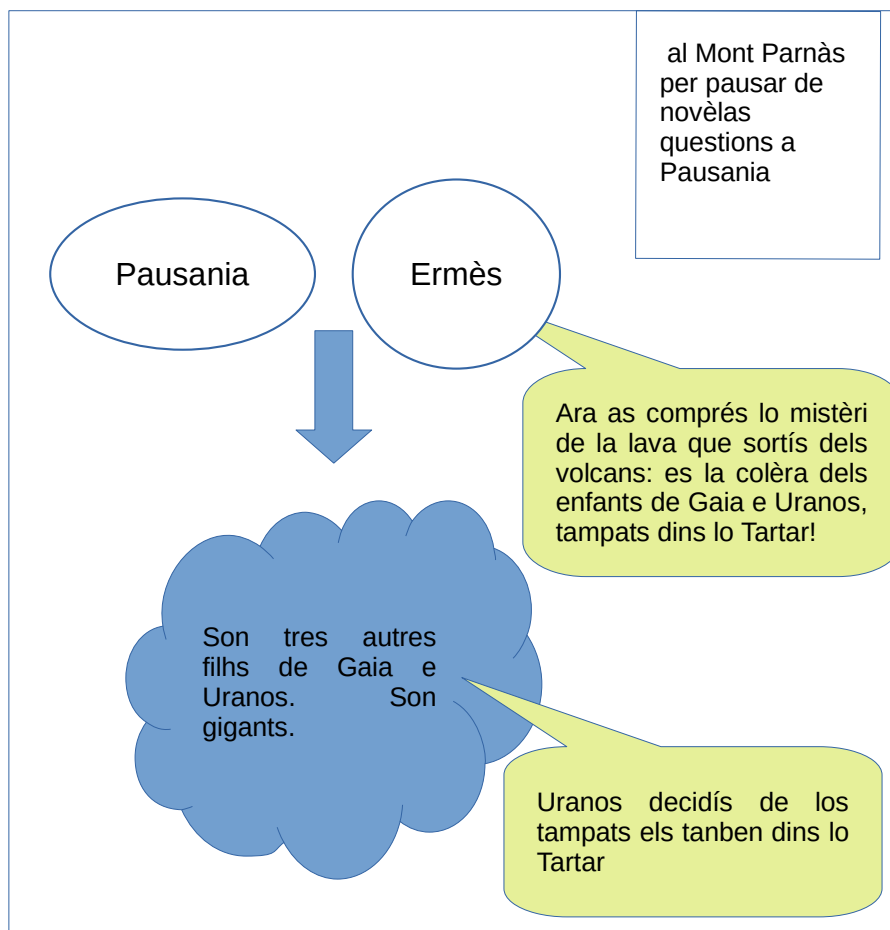 al Mont Parnàs
per pausar de
novèlas
questions a
Pausania
Pausania
Ermès
Ara as comprés lo mistèri
de la lava que sortís dels
volcans: es la colèra dels
enfants de Gaia e Uranos,
tampats dins lo Tartar!
Son tres autres
filhs de Gaia e
Uranos. Son
gigants.
Uranos decidís de los
tampats els tanben dins lo
Tartar